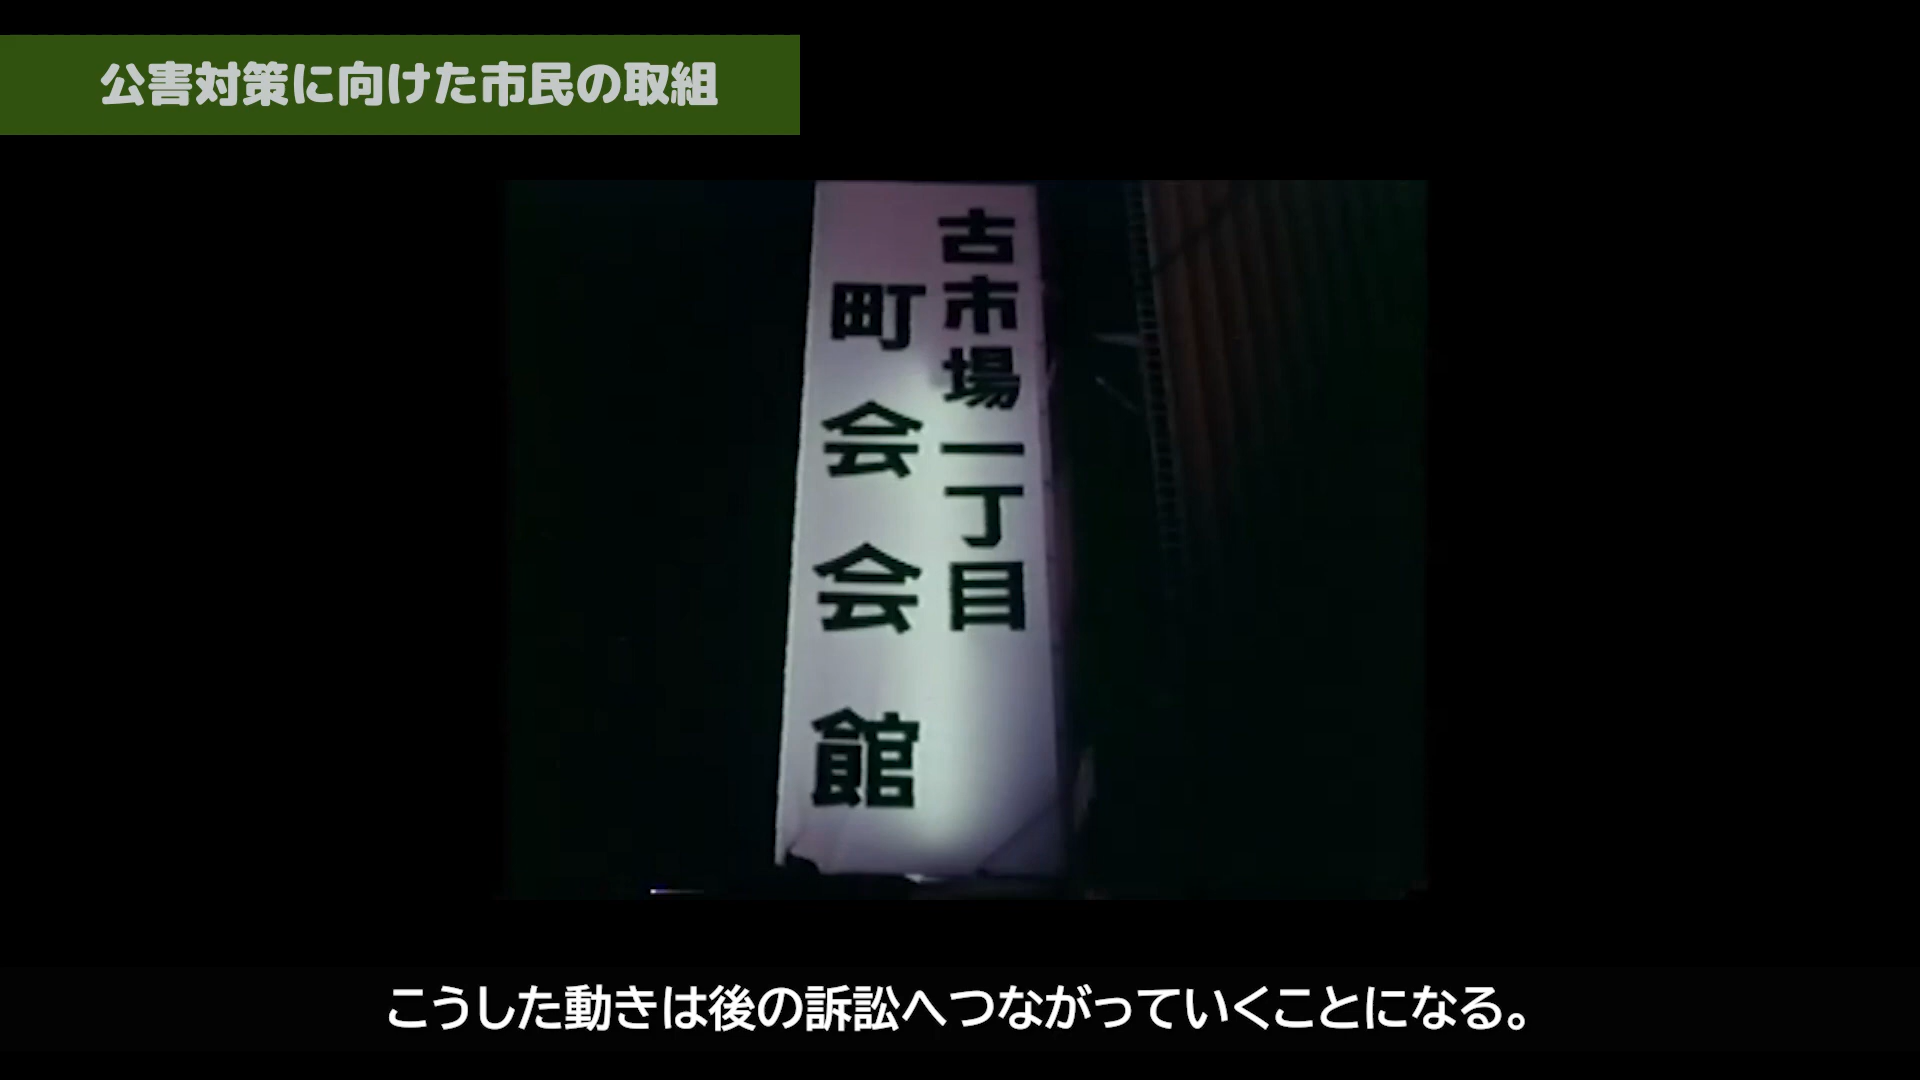 公害対策に向けた市民の取組
古市場一丁目
町会会館
こうした動きは後の訴訟へつながっていくことになる。